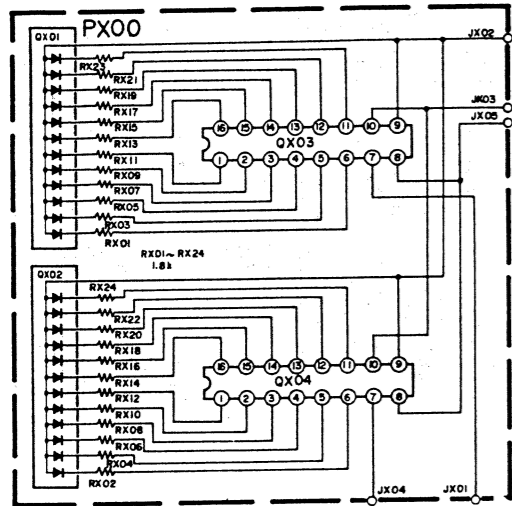 PX00
QX01
JX02
RX23
RX21
RX19
RX17
RX15
RX13
RX11
RX09
RX07
RX05
RX03
RX01
16 15 14 13 12 11 10 9
QX03
1 2 3 4 5 6 7 8
JX03
JX05
RX01~RX24
1.8k
QX02
RX24
RX22
RX20
RX18
RX16
RX14
RX12
RX10
RX08
RX06
RX04
RX02
16 15 14 13 12 11 10 9
QX04
1 2 3 4 5 6 7 8
JX04
JX01